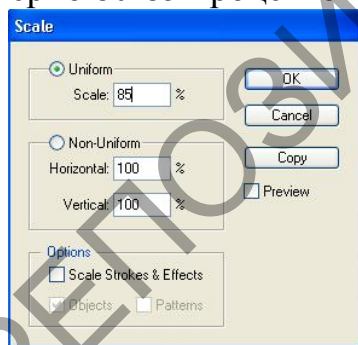 Scale
Uniform
Scale: 85 %
Non-Uniform
Horizontal: 100 %
Vertical: 100 %
Options
Scale Strokes & Effects
Objects Patterns
OK
Cancel
Copy
Preview